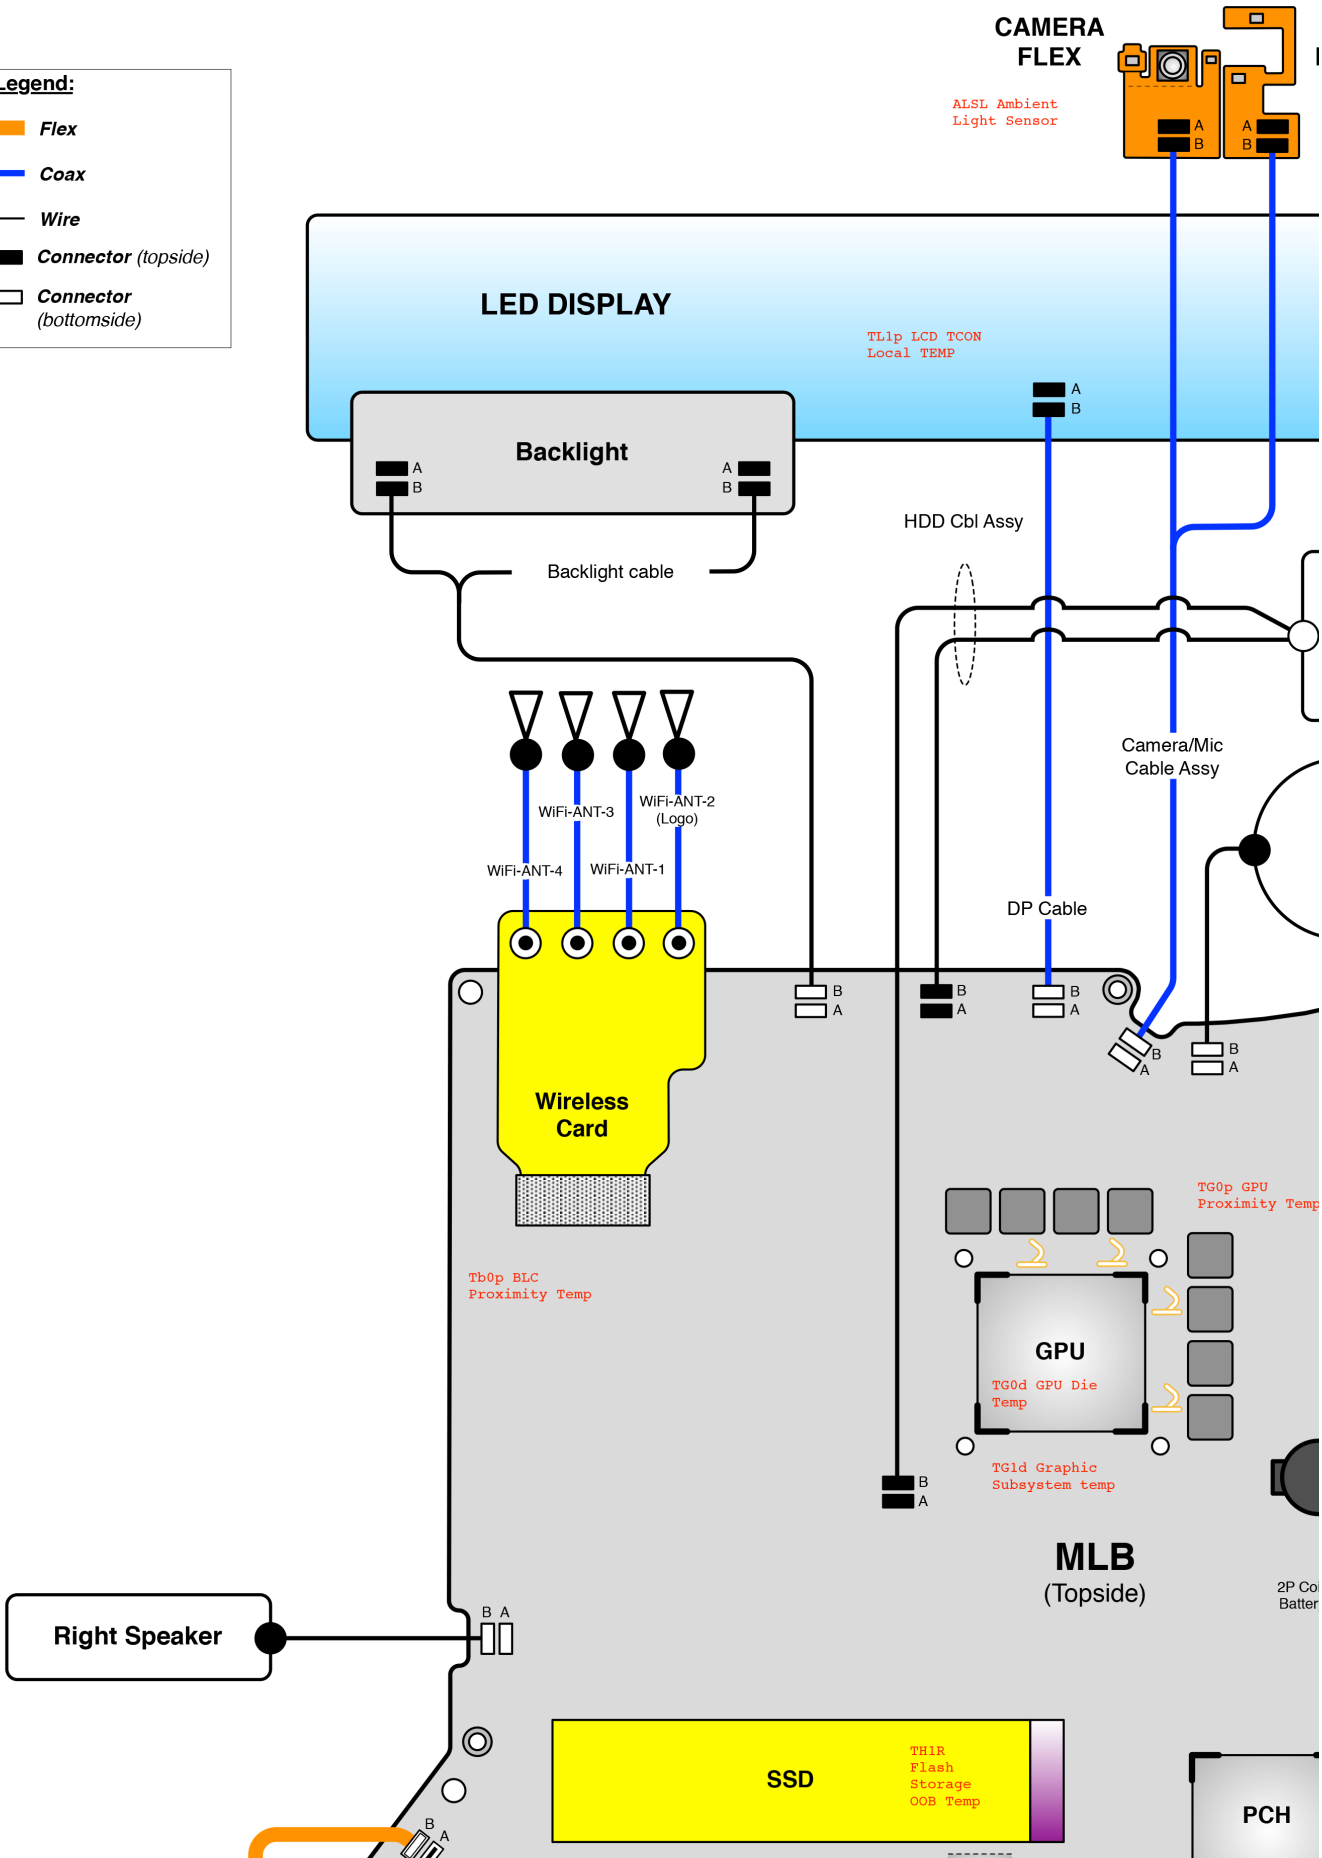 CAMERA
FLEX
Legend:
Flex
Coax
Wire
Connector (topside)
Connector
(bottomside)
ALSL Ambient
Light Sensor
A
B
A
B
LED DISPLAY
TL1p LCD TCON
Local TEMP
A
B
Backlight
A
B
A
B
HDD Cbl Assy
Backlight cable
Camera/Mic
Cable Assy
WiFi-ANT-3
WiFi-ANT-2
(Logo)
WiFi-ANT-4
WiFi-ANT-1
DP Cable
B
A
B
A
B
A
B
A
B
A
Wireless
Card
TG0p GPU
Proximity Temp
Tb0p BLC
Proximity Temp
GPU
TG0d GPU Die
Temp
TG1d Graphic
Subsystem temp
B
A
MLB
(Topside)
2P
B A
Right Speaker
SSD
TH1R
Flash
Storage
OOB Temp
PCH
B
A